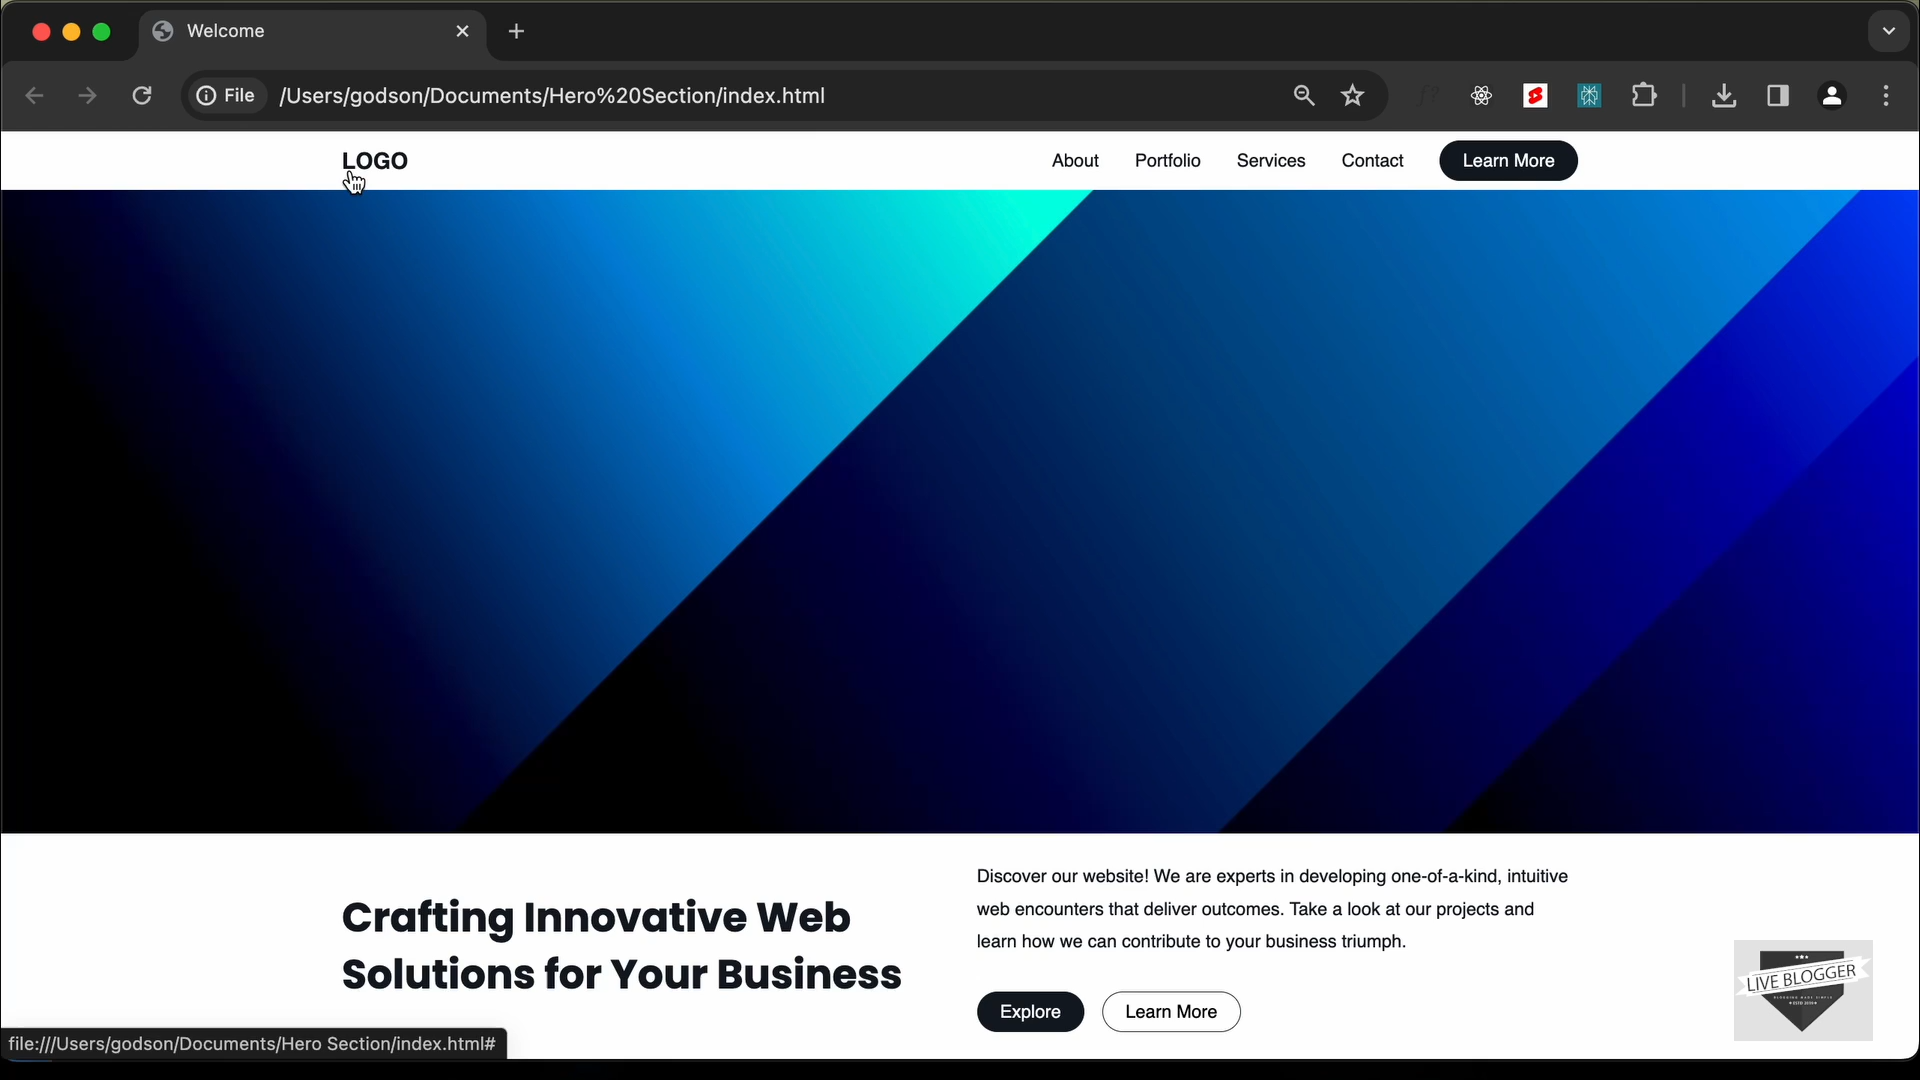 Welcome
File
/Users/godson/Documents/Hero%20Section/index.html
LOGO
About
Portfolio
Services
Contact
Learn More
Crafting Innovative Web
Solutions for Your Business
Discover our website! We are experts in developing one-of-a-kind, intuitive
web encounters that deliver outcomes. Take a look at our projects and
learn how we can contribute to your business triumph.
Explore
Learn More
LIVE BLOGGER
file:///Users/godson/Documents/Hero Section/index.html#